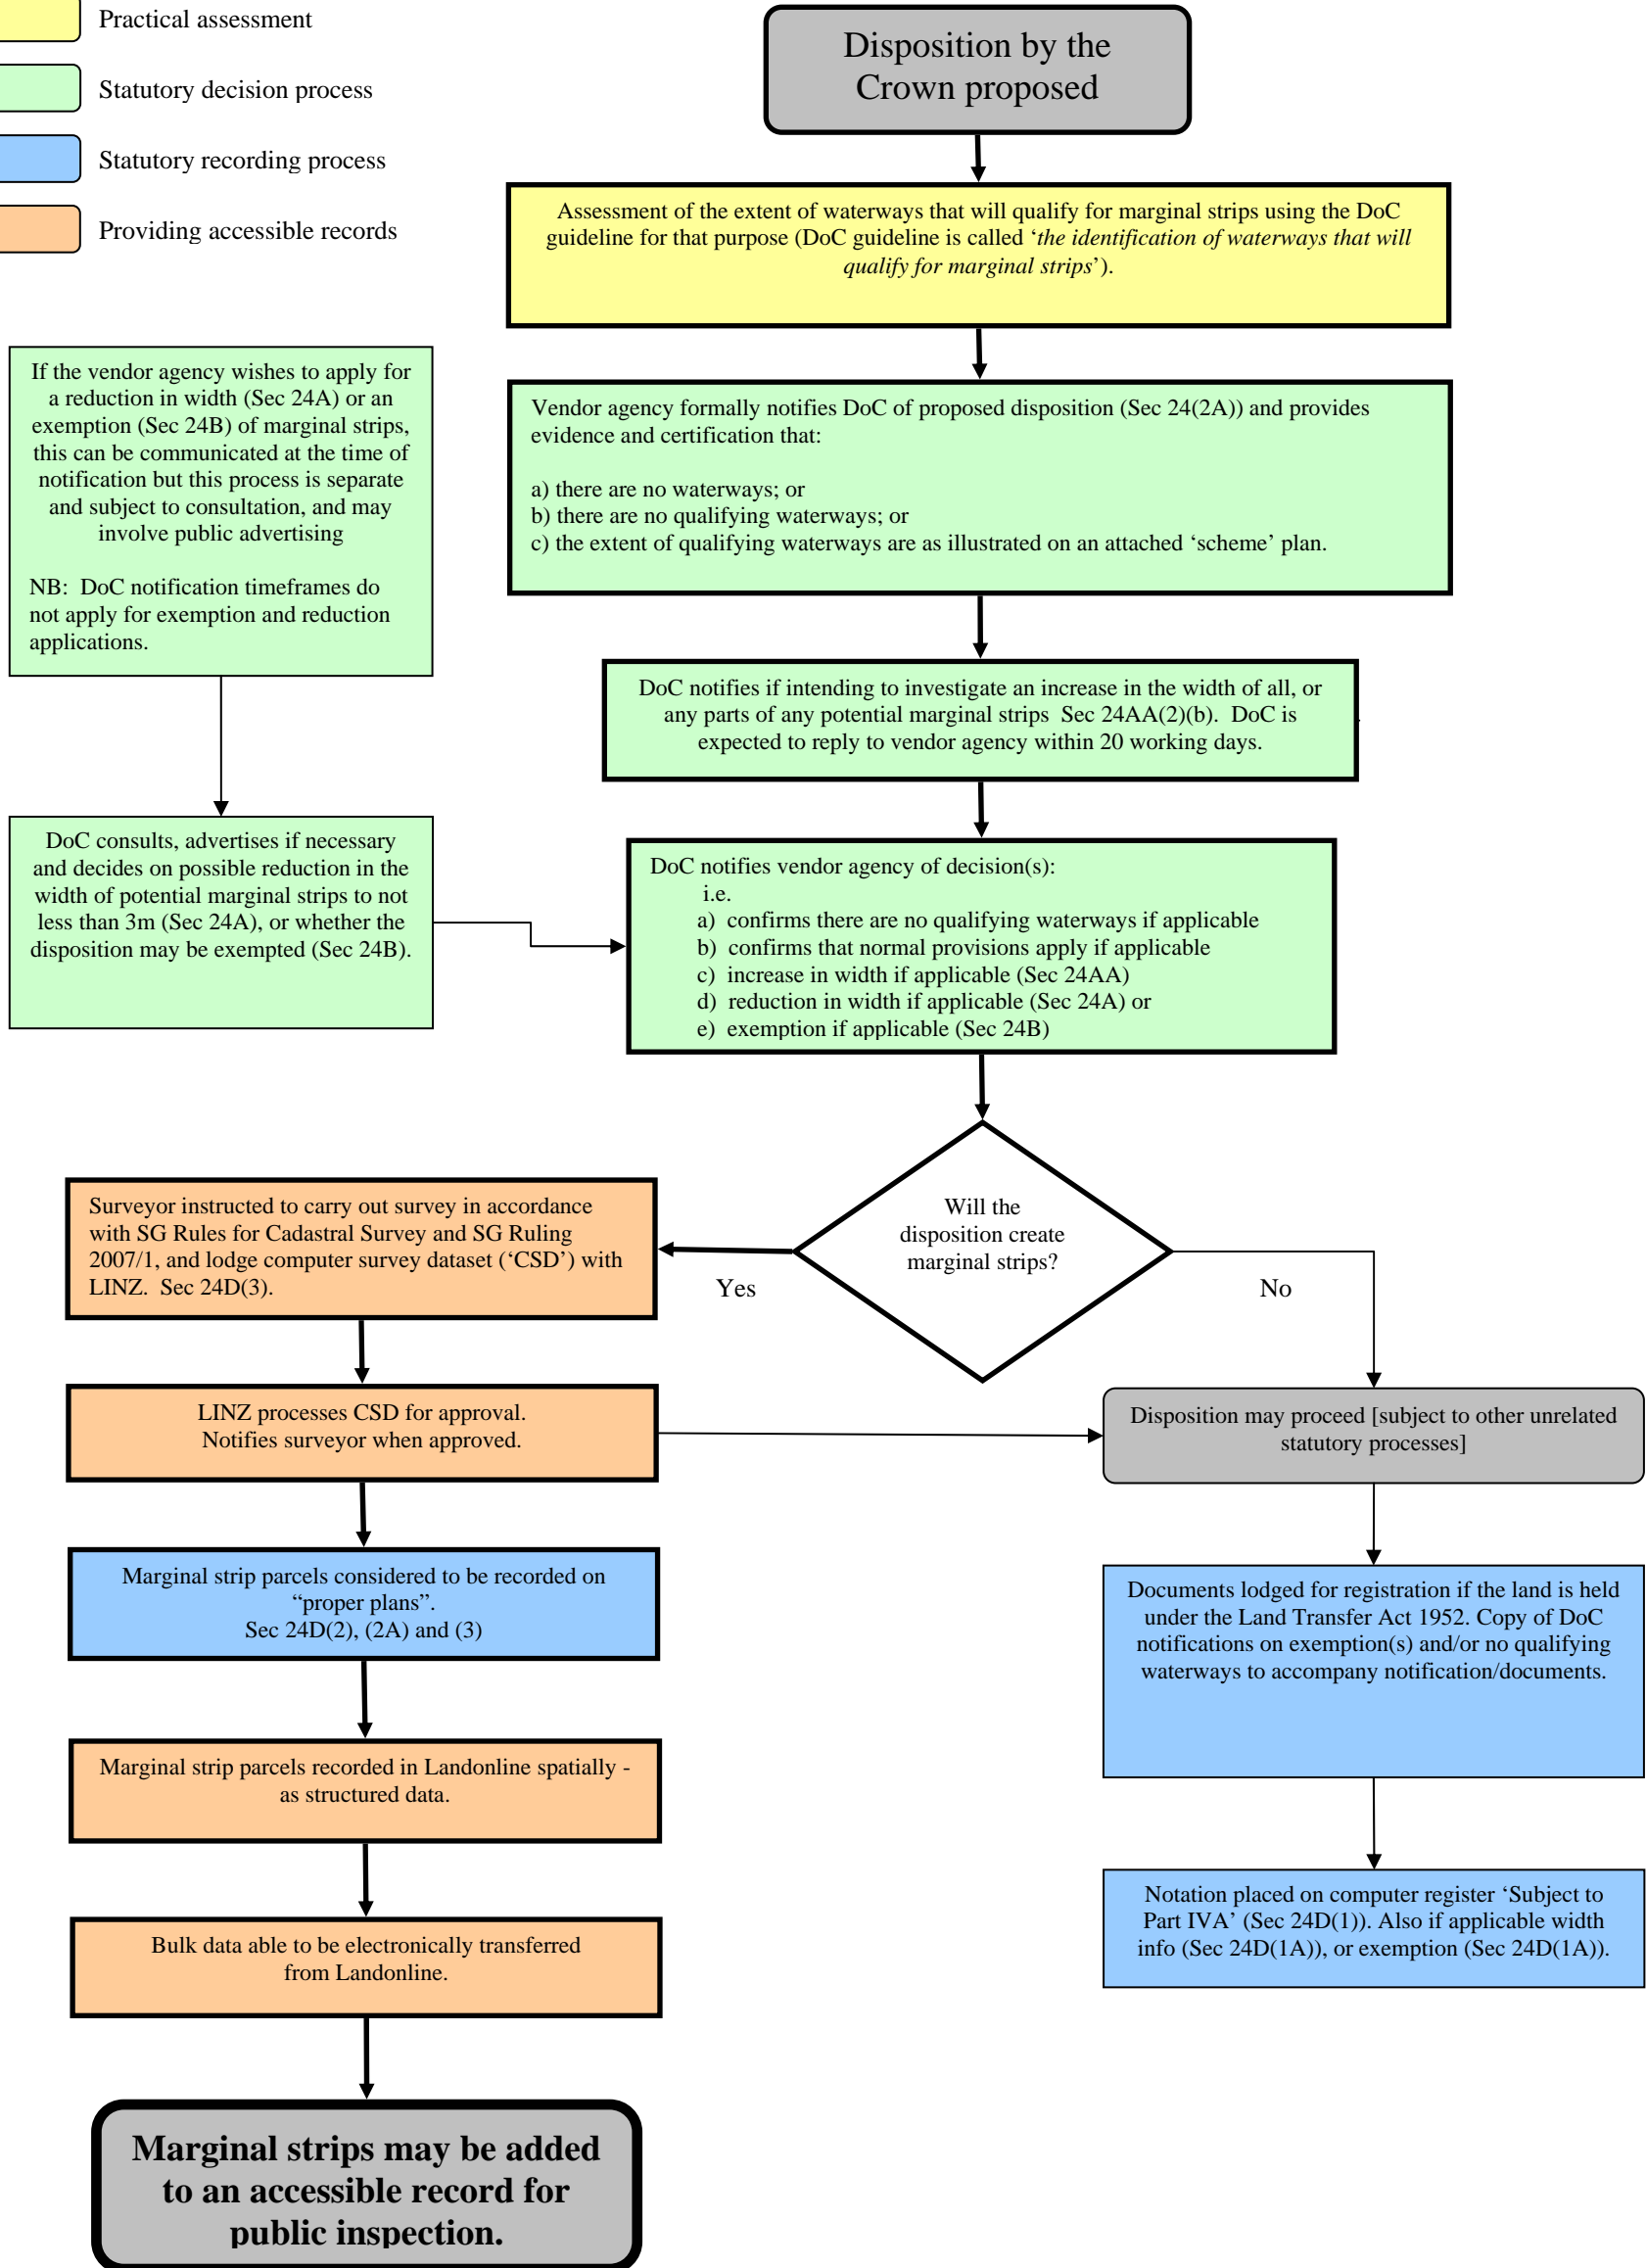 Practical assessment
Statutory decision process
Statutory recording process
Providing accessible records
Disposition by the
Crown proposed
Assessment of the extent of waterways that will qualify for marginal strips using the DoC
guideline for that purpose (DoC guideline is called ‘the identification of waterways that will
qualify for marginal strips’).
If the vendor agency wishes to apply for
a reduction in width (Sec 24A) or an
exemption (Sec 24B) of marginal strips,
this can be communicated at the time of
notification but this process is separate
and subject to consultation, and may
involve public advertising
NB:  DoC notification timeframes do
not apply for exemption and reduction
applications.
Vendor agency formally notifies DoC of proposed disposition (Sec 24(2A)) and provides
evidence and certification that:
a) there are no waterways; or
b) there are no qualifying waterways; or
c) the extent of qualifying waterways are as illustrated on an attached ‘scheme’ plan.
DoC notifies if intending to investigate an increase in the width of all, or
any parts of any potential marginal strips  Sec 24AA(2)(b).  DoC is
expected to reply to vendor agency within 20 working days.
DoC consults, advertises if necessary
and decides on possible reduction in the
width of potential marginal strips to not
less than 3m (Sec 24A), or whether the
disposition may be exempted (Sec 24B).
DoC notifies vendor agency of decision(s):
i.e.
a)  confirms there are no qualifying waterways if applicable
b)  confirms that normal provisions apply if applicable
c)  increase in width if applicable (Sec 24AA)
d)  reduction in width if applicable (Sec 24A) or
e)  exemption if applicable (Sec 24B)
Will the
disposition create
marginal strips?
Yes
No
Surveyor instructed to carry out survey in accordance
with SG Rules for Cadastral Survey and SG Ruling
2007/1, and lodge computer survey dataset (‘CSD’) with
LINZ.  Sec 24D(3).
LINZ processes CSD for approval.
Notifies surveyor when approved.
Disposition may proceed [subject to other unrelated
statutory processes]
Marginal strip parcels considered to be recorded on
“proper plans”.
Sec 24D(2), (2A) and (3)
Documents lodged for registration if the land is held
under the Land Transfer Act 1952. Copy of DoC
notifications on exemption(s) and/or no qualifying
waterways to accompany notification/documents.
Marginal strip parcels recorded in Landonline spatially -
as structured data.
Notation placed on computer register ‘Subject to
Part IVA’ (Sec 24D(1)). Also if applicable width
info (Sec 24D(1A)), or exemption (Sec 24D(1A)).
Bulk data able to be electronically transferred
from Landonline.
Marginal strips may be added
to an accessible record for
public inspection.